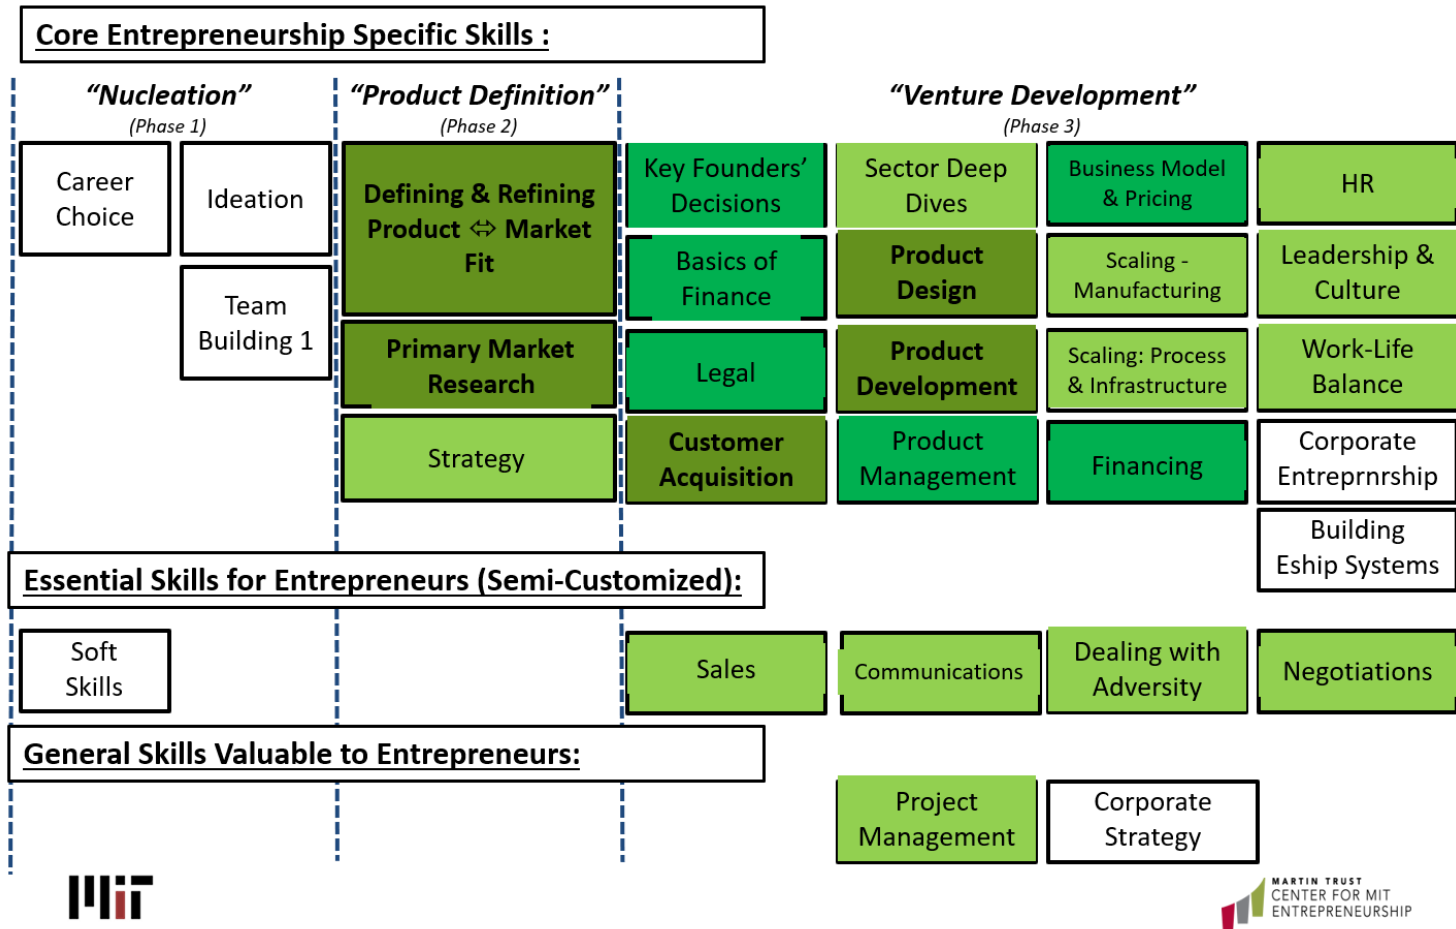 Core Entrepreneurship Specific Skills :
“Nucleation”
(Phase 1)
“Product Definition”
(Phase 2)
“Venture Development”
(Phase 3)
Career
Choice
Ideation
Team
Building 1
Defining & Refining
Product ⇔ Market
Fit
Primary Market
Research
Strategy
Key Founders’
Decisions
Basics of
Finance
Legal
Customer
Acquisition
Sector Deep
Dives
Product
Design
Product
Development
Product
Management
Business Model
& Pricing
Scaling -
Manufacturing
Scaling: Process
& Infrastructure
Financing
HR
Leadership &
Culture
Work-Life
Balance
Corporate
Entreprnrship
Building
Eship Systems
Essential Skills for Entrepreneurs (Semi-Customized):
Soft
Skills
Sales
Communications
Dealing with
Adversity
Negotiations
General Skills Valuable to Entrepreneurs:
Project
Management
Corporate
Strategy
MIT
MARTIN TRUST
CENTER FOR MIT
ENTREPRENEURSHIP